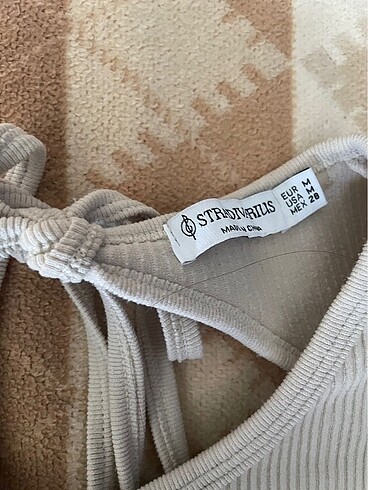 STRADIVARIUS
MADE IN CHINA
EUR M
USA M
MEX 28